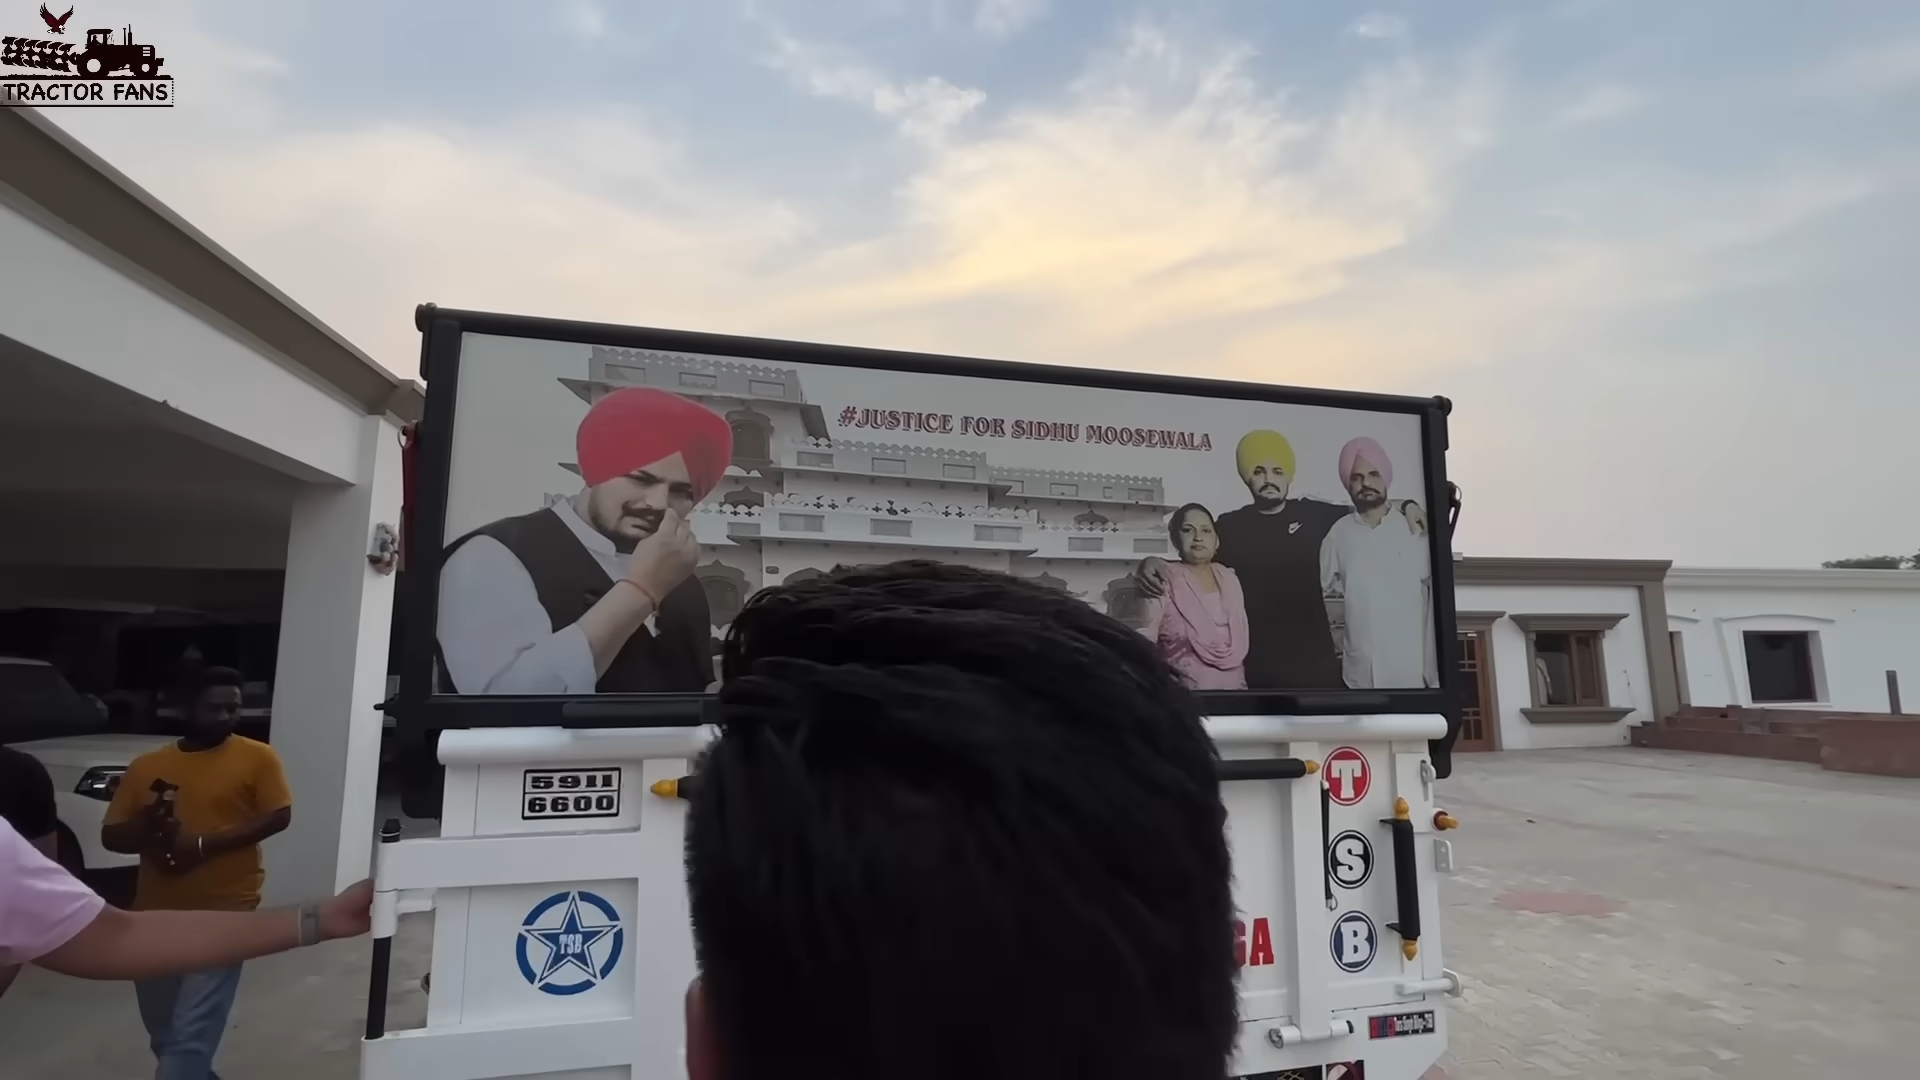 TRACTOR FANS
#JUSTICE FOR SIDHU MOOSEWALA
5911
6600
TSB
GA
T
S
B